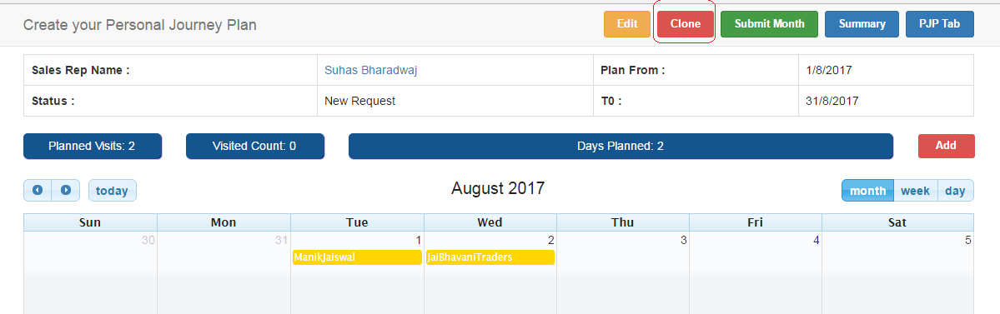 Create your Personal Journey Plan Edit Clone Submit Month Summary PJP Tab
Sales Rep Name : Suhas Bharadwaj Plan From : 1/8/2017
Status : New Request T0 : 31/8/2017
Planned Visits: 2 Visited Count: 0 Days Planned: 2 Add
today August 2017 month week day
Sun Mon Tue Wed Thu Fri Sat
30 31 1 2 3 4 5
ManikJaiswal JaiBhavaniTraders